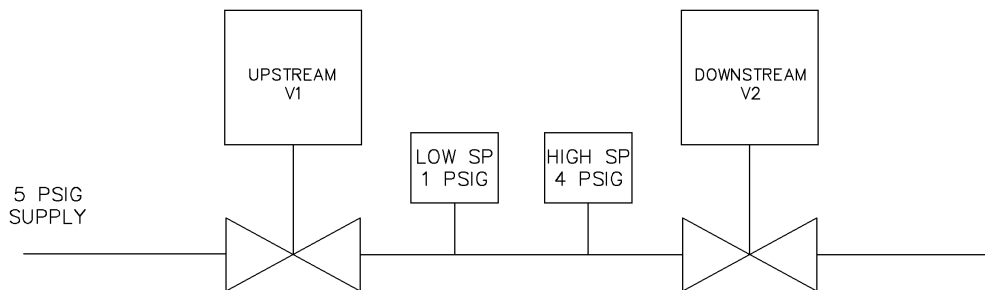 UPSTREAM
V1
DOWNSTREAM
V2
LOW SP
1 PSIG
HIGH SP
4 PSIG
5 PSIG
SUPPLY